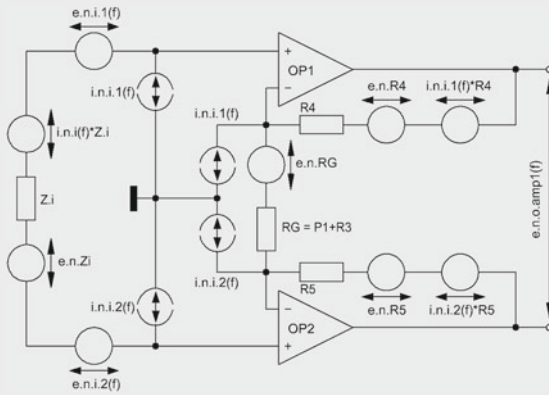 e.n.i.1(f)
+
OP1
−
i.n.i.1(f)
i.n.i.1(f)
e.n.R4
i.n.i.1(f)*R4
R4
i.n.i(f)*Z.i
e.n.RG
Z.i
RG = P1+R3
e.n.o.amp1(f)
e.n.Zi
i.n.i.2(f)
R5
e.n.R5
i.n.i.2(f)*R5
i.n.i.2(f)
−
OP2
+
e.n.i.2(f)